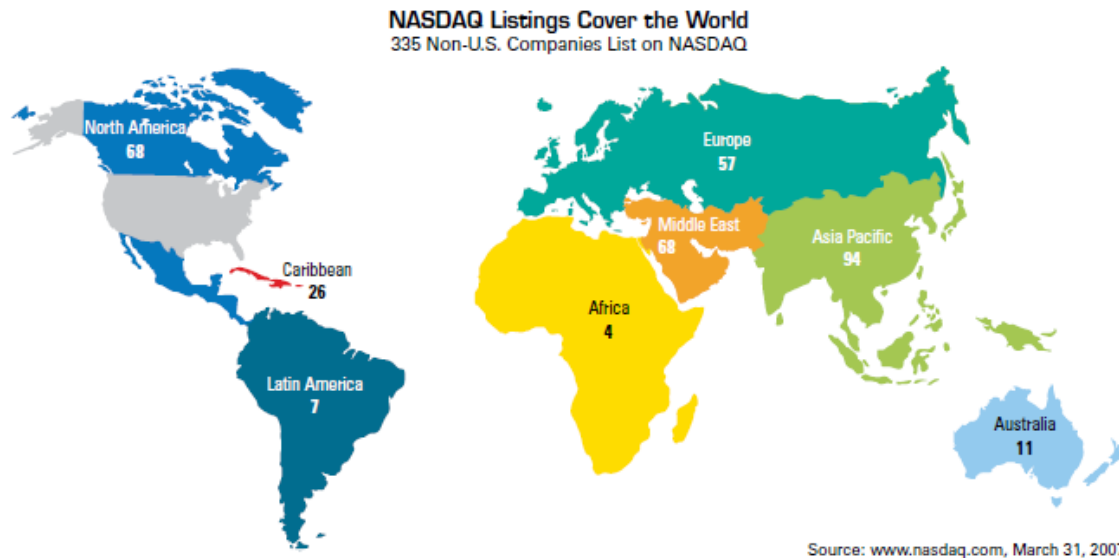 NASDAQ Listings Cover the World
335 Non-U.S. Companies List on NASDAQ
North America
68
Europe
57
Middle East
68
Asia Pacific
94
Caribbean
26
Africa
4
Latin America
7
Australia
11
Source: www.nasdaq.com, March 31, 200